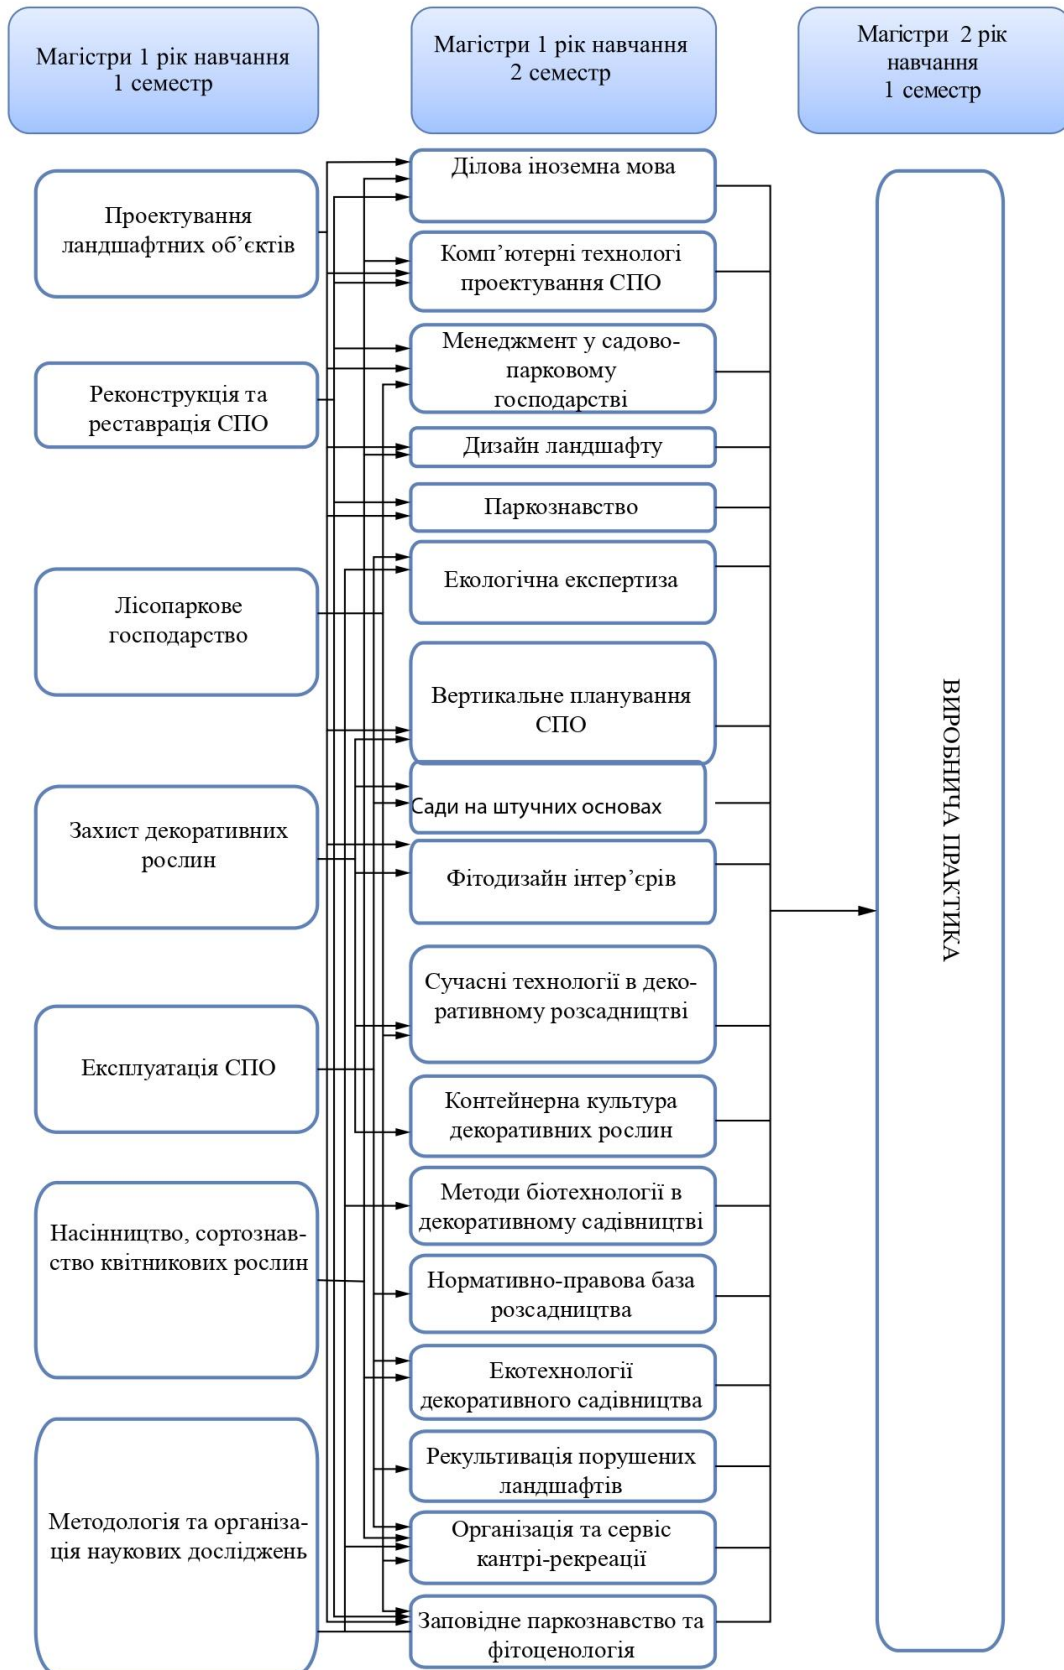 Магістри 1 рік навчання
1 семестр
Магістри 1 рік навчання
2 семестр
Магістри 2 рік
навчання
1 семестр
Проектування
ландшафтних об’єктів
Реконструкція та
реставрація СПО
Лісопаркове
господарство
Захист декоративних
рослин
Експлуатація СПО
Насінництво, сортознав-
ство квітникових рослин
Методологія та організа-
ція наукових досліджень
Ділова іноземна мова
Комп’ютерні технологі
проектування СПО
Менеджмент у садово-
парковому
господарстві
Дизайн ландшафту
Паркознавство
Екологічна експертиза
Вертикальне планування
СПО
Сади на штучних основах
Фітодизайн інтер’єрів
Сучасні технології в деко-
ративному розсадництві
Контейнерна культура
декоративних рослин
Методи біотехнології в
декоративному садівництві
Нормативно-правова база
розсадництва
Екотехнології
декоративного садівництва
Рекультивація порушених
ландшафтів
Організація та сервіс
кантрі-рекреації
Заповідне паркознавство та
фітоценологія
ВИРОБНИЧА ПРАКТИКА